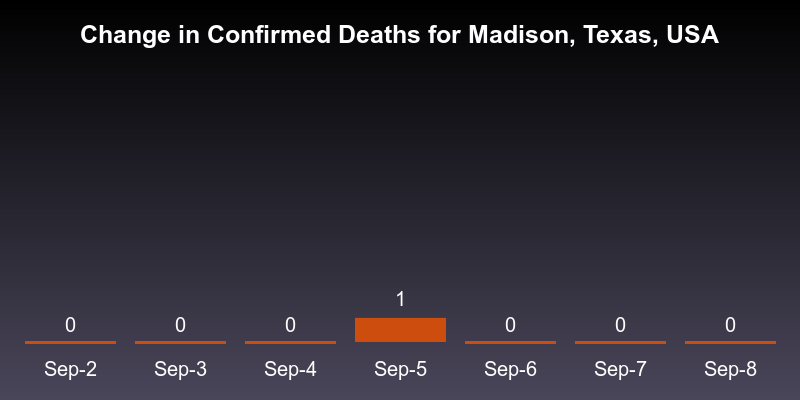 Change in Confirmed Deaths for Madison, Texas, USA
1
0 0 0 0 0 0
Sep-2 Sep-3 Sep-4 Sep-5 Sep-6 Sep-7 Sep-8